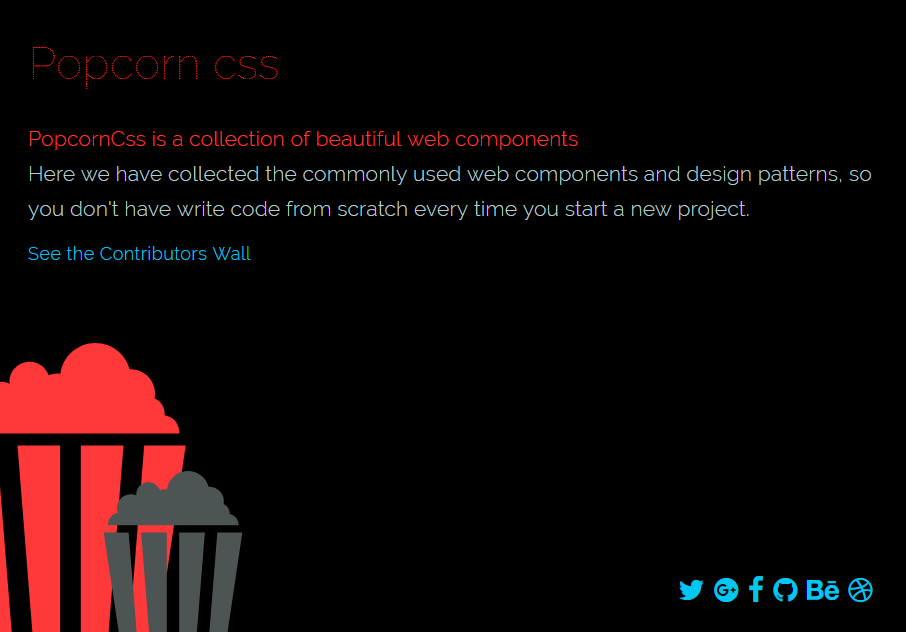 Popcorn css
PopcornCss is a collection of beautiful web components
Here we have collected the commonly used web components and design patterns, so
you don't have write code from scratch every time you start a new project.
See the Contributors Wall
G+ f Bē